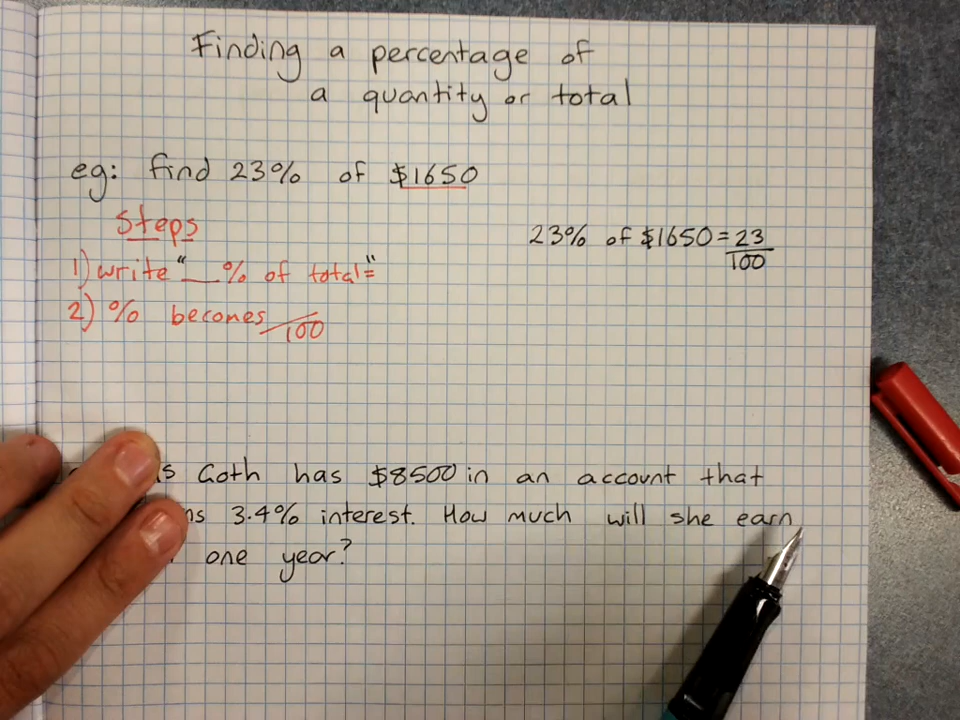 Finding a percentage of
a quantity or total
eg: find 23% of $1650
Steps
1) write "__% of total="
2) % becomes /100
23% of $1650 = 23/100
Goth has $8500 in an account that
3.4% interest. How much will she earn
one year?